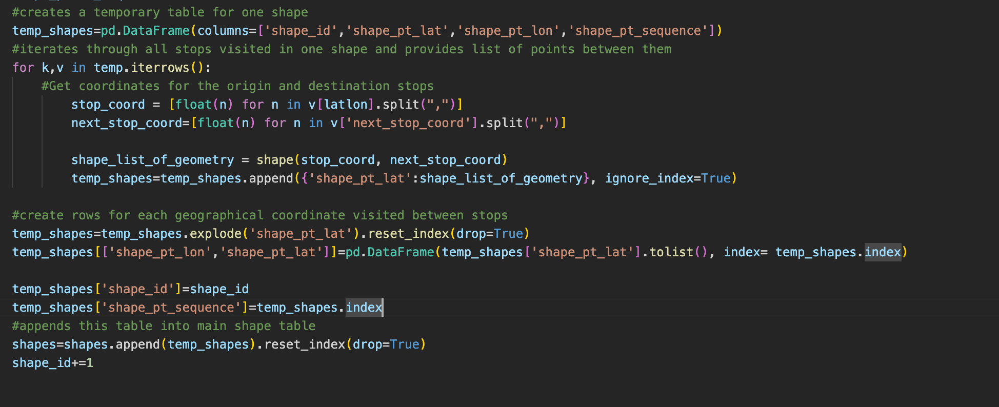 #creates a temporary table for one shape
temp_shapes=pd.DataFrame(columns=['shape_id','shape_pt_lat','shape_pt_lon','shape_pt_sequence'])
#iterates through all stops visited in one shape and provides list of points between them
for k,v in temp.iterrows():
    #Get coordinates for the origin and destination stops
        stop_coord = [float(n) for n in v[latlon].split(",")]
        next_stop_coord=[float(n) for n in v['next_stop_coord'].split(",")]
        shape_list_of_geometry = shape(stop_coord, next_stop_coord)
        temp_shapes=temp_shapes.append({'shape_pt_lat':shape_list_of_geometry}, ignore_index=True)
#create rows for each geographical coordinate visited between stops
temp_shapes=temp_shapes.explode('shape_pt_lat').reset_index(drop=True)
temp_shapes[['shape_pt_lon','shape_pt_lat']]=pd.DataFrame(temp_shapes['shape_pt_lat'].tolist(), index= temp_shapes.index)
temp_shapes['shape_id']=shape_id
temp_shapes['shape_pt_sequence']=temp_shapes.index
#appends this table into main shape table
shapes=shapes.append(temp_shapes).reset_index(drop=True)
shape_id+=1